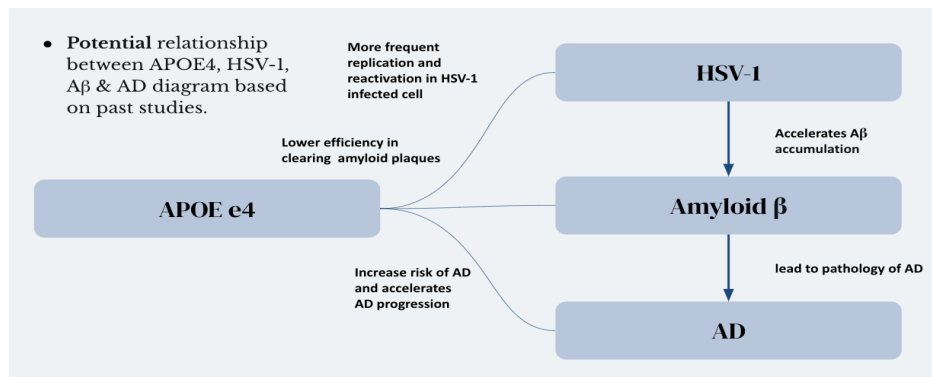 ● Potential relationship
between APOE4, HSV-1,
Aβ & AD diagram based
on past studies.
More frequent
replication and
reactivation in HSV-1
infected cell
HSV-1
Lower efficiency in
clearing amyloid plaques
Accelerates Aβ
accumulation
APOE e4
Amyloid β
Increase risk of AD
and accelerates
AD progression
lead to pathology of AD
AD